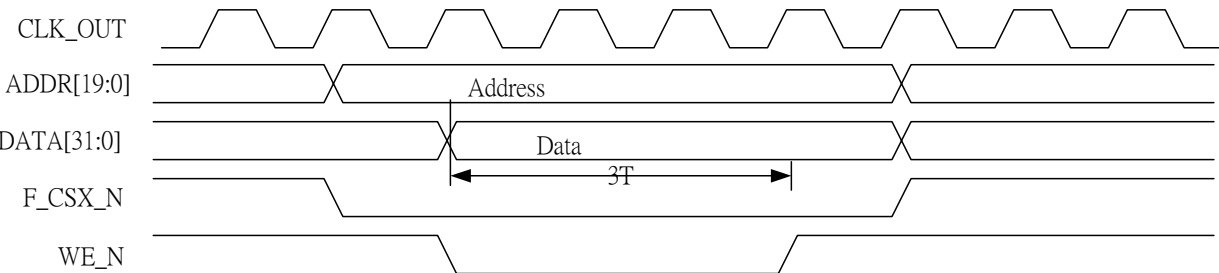 CLK_OUT
ADDR[19:0]
Address
DATA[31:0]
Data
3T
F_CSX_N
WE_N